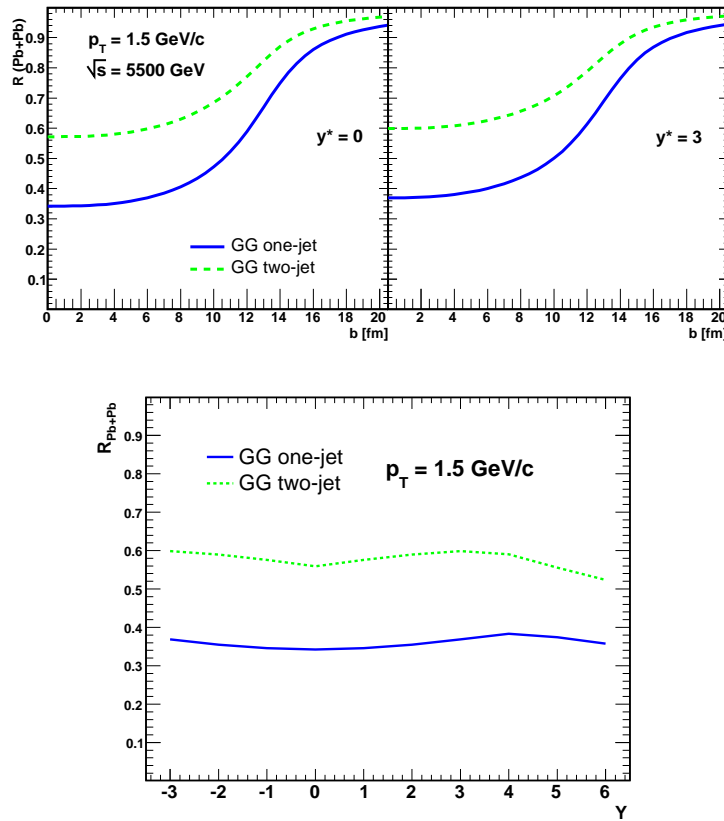 R (Pb+Pb)
0.9
0.8
0.7
0.6
0.5
0.4
0.3
0.2
0.1
p_T = 1.5 GeV/c
√s = 5500 GeV
y* = 0
GG one-jet
GG two-jet
0 2 4 6 8 10 12 14 16 18 20
b [fm]
y* = 3
2 4 6 8 10 12 14 16 18 20
b [fm]
R_Pb+Pb
0.9
0.8
0.7
0.6
0.5
0.4
0.3
0.2
0.1
GG one-jet
GG two-jet
p_T = 1.5 GeV/c
-3 -2 -1 0 1 2 3 4 5 6
Y